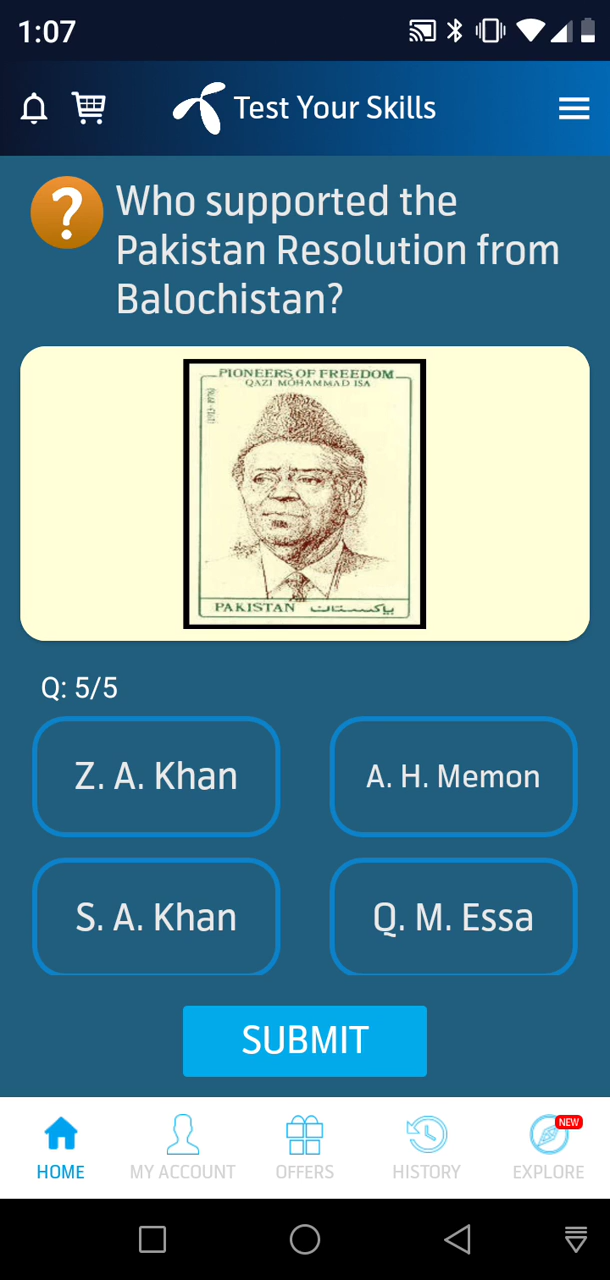 1:07
Test Your Skills
?
Who supported the
Pakistan Resolution from
Balochistan?
PIONEERS OF FREEDOM
QAZI MOHAMMAD ISA
PAKISTAN پاکستان
Q: 5/5
Z. A. Khan
A. H. Memon
S. A. Khan
Q. M. Essa
SUBMIT
NEW
HOME MY ACCOUNT OFFERS HISTORY EXPLORE